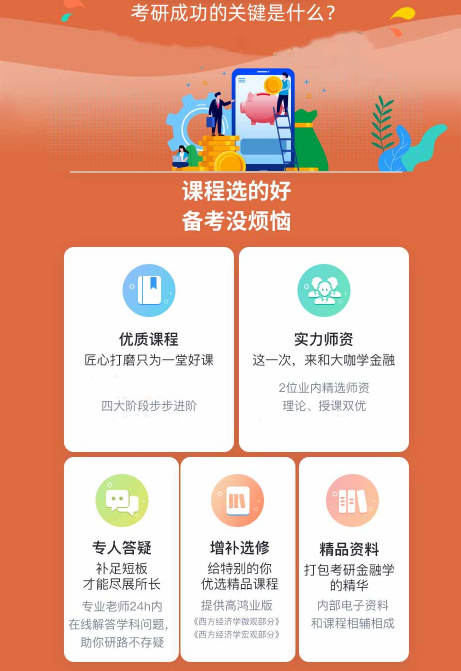 考研成功的关键是什么?
课程选的好
备考没烦恼
优质课程
匠心打磨只为一堂好课
四大阶段步步进阶
实力师资
这一次，来和大咖学金融
2位业内精选师资
理论、授课双优
专人答疑
补足短板
才能尽展所长
专业老师24h内
在线解答学科问题,
助你研路不存疑
增补选修
给特别的你
优选精品课程
提供高鸿业版
《西方经济学微观部分》
《西方经济学宏观部分》
精品资料
打包考研金融学
的精华
内部电子资料
和课程相辅相成